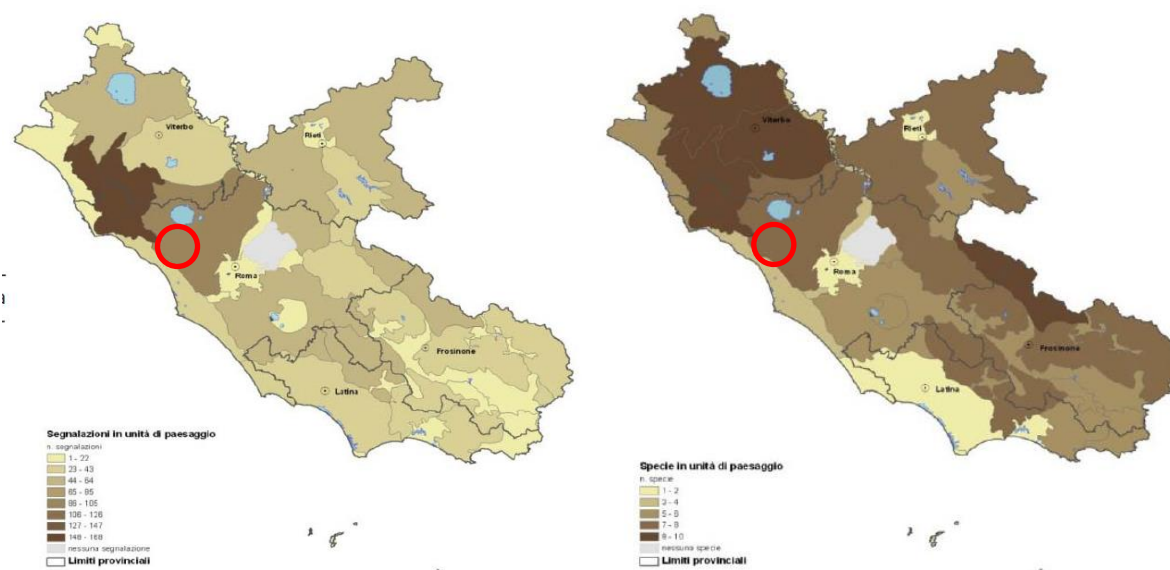 Viterbo
Rieti
Roma
Frosinone
Latina
Segnalazioni in unità di paesaggio
n. segnalazioni
1 - 22
23 - 43
44 - 64
65 - 85
86 - 105
106 - 126
127 - 147
148 - 168
nessuna segnalazione
Limiti provinciali
Viterbo
Rieti
Roma
Frosinone
Latina
Specie in unità di paesaggio
n. specie
1 - 2
3 - 4
5 - 6
7 - 8
9 - 10
nessuna specie
Limiti provinciali